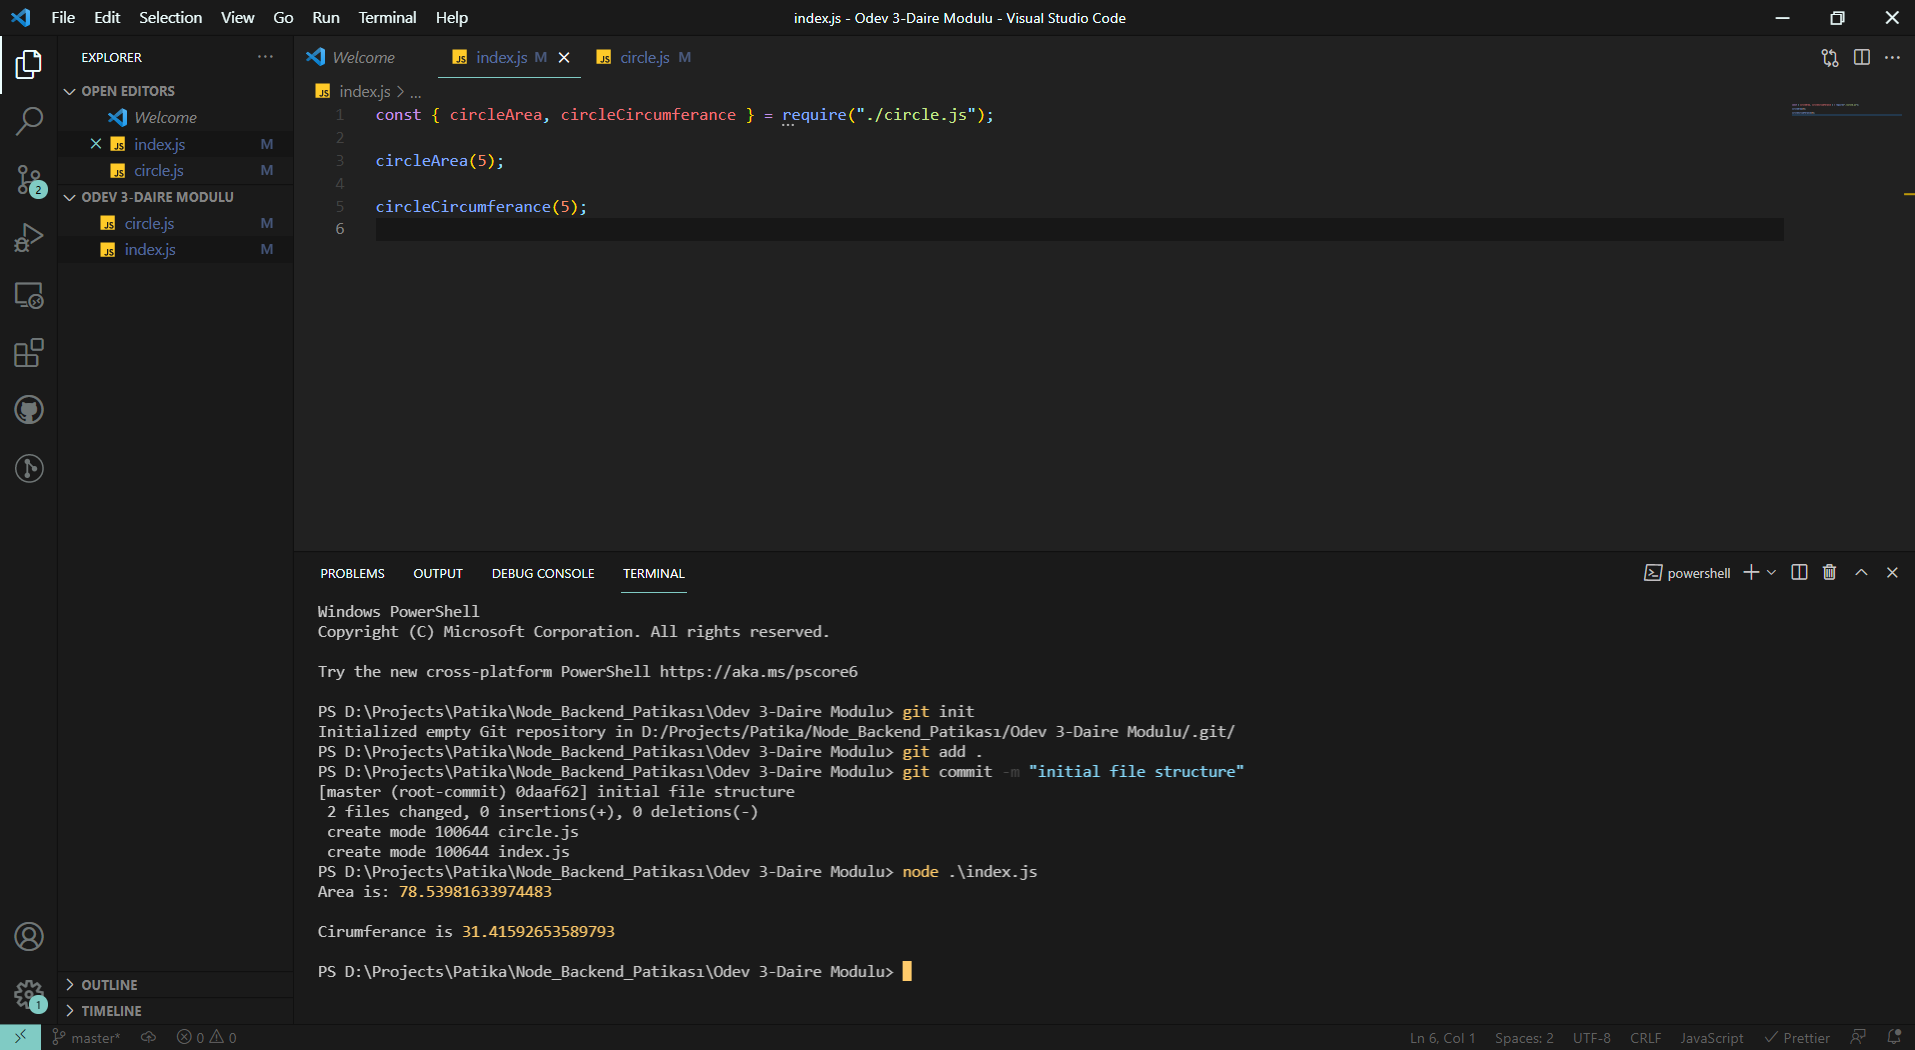 File Edit Selection View Go Run Terminal Help
index.js - Odev 3-Daire Modulu - Visual Studio Code
EXPLORER
OPEN EDITORS
Welcome
index.js M
circle.js M
ODEV 3-DAIRE MODULU
circle.js M
index.js M
2
OUTLINE
TIMELINE
1
Welcome index.js M circle.js M
index.js > ...
1 const { circleArea, circleCircumferance } = require("./circle.js");
2
3 circleArea(5);
4
5 circleCircumferance(5);
6
PROBLEMS OUTPUT DEBUG CONSOLE TERMINAL
powershell
Windows PowerShell
Copyright (C) Microsoft Corporation. All rights reserved.
Try the new cross-platform PowerShell https://aka.ms/pscore6
PS D:\Projects\Patika\Node_Backend_Patikası\Odev 3-Daire Modulu> git init
Initialized empty Git repository in D:/Projects/Patika/Node_Backend_Patikası/Odev 3-Daire Modulu/.git/
PS D:\Projects\Patika\Node_Backend_Patikası\Odev 3-Daire Modulu> git add .
PS D:\Projects\Patika\Node_Backend_Patikası\Odev 3-Daire Modulu> git commit -m "initial file structure"
[master (root-commit) 0daaf62] initial file structure
2 files changed, 0 insertions(+), 0 deletions(-)
create mode 100644 circle.js
create mode 100644 index.js
PS D:\Projects\Patika\Node_Backend_Patikası\Odev 3-Daire Modulu> node .\index.js
Area is: 78.53981633974483
Cirumferance is 31.41592653589793
PS D:\Projects\Patika\Node_Backend_Patikası\Odev 3-Daire Modulu>
master* 0 0
Ln 6, Col 1 Spaces: 2 UTF-8 CRLF JavaScript Prettier